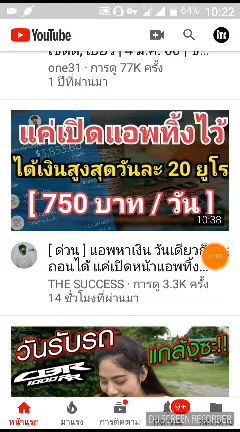 64% 10:22
YouTube
one31 • การดู 77K ครั้ง
1 ปีที่ผ่านมา
แค่เปิดแอพทิ้งไว้
ได้เงินสูงสุดวันละ 20 ยูโร
[ 750 บาท / วัน ]
10:38
[ ด่วน ] แอพหาเงิน วันเดียวก็
ถอนได้ แค่เปิดหน้าแอพทิ้ง...
THE SUCCESS • การดู 3.3K ครั้ง
14 ชั่วโมงที่ผ่านมา
วันรับรถ
CBR
1000RR
แกล้งซะ!!
9+
หน้าแรก มาแรง การติดตาม
DU SCREEN RECORDER